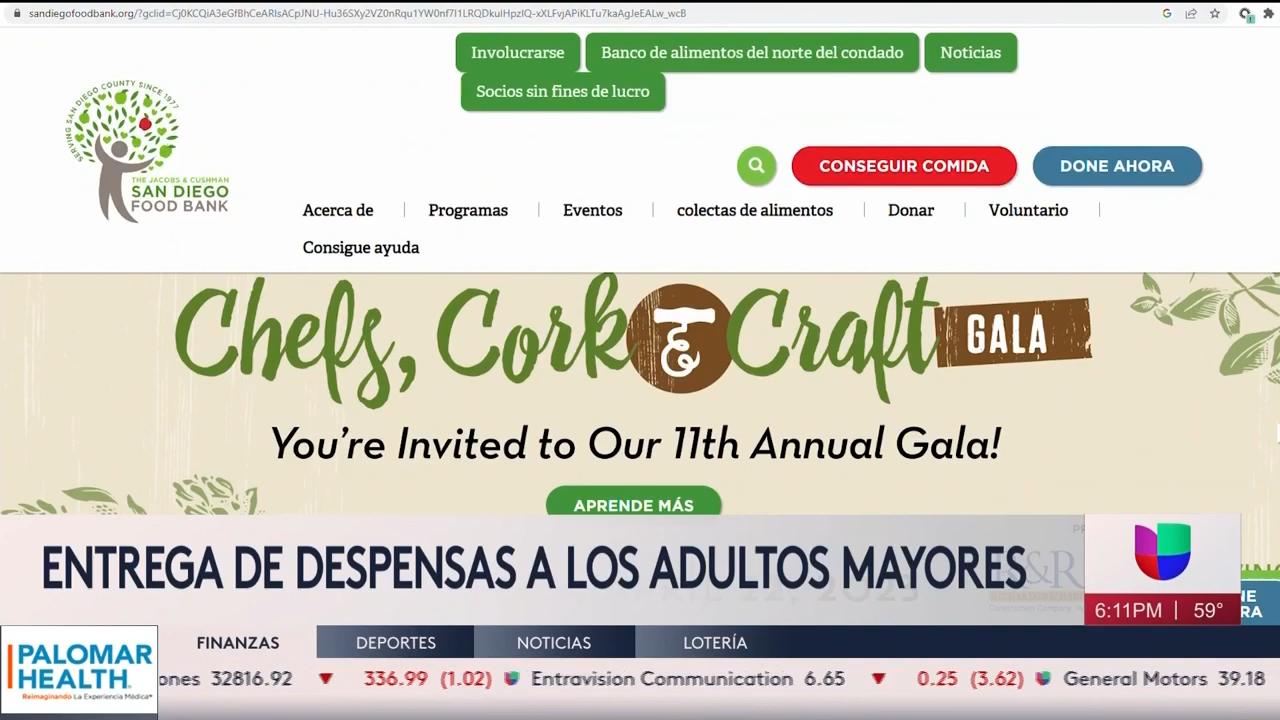 sandiegofoodbank.org/?gclid=Cj0KCQiA3eGfBhCeARIsACpJNU-Hu36SXy2VZ0nRqu1YW0nf7I1LRQDkulHpzIQ-xXLFvjAPiKLTu7kaAgJeEALw_wcB
Involucrarse
Banco de alimentos del norte del condado
Noticias
Socios sin fines de lucro
SERVING SAN DIEGO COUNTY SINCE 1977
THE JACOBS & CUSHMAN
SAN DIEGO
FOOD BANK
CONSEGUIR COMIDA
DONE AHORA
Acerca de
Programas
Eventos
colectas de alimentos
Donar
Voluntario
Consigue ayuda
Chefs, Cork & Craft GALA
You're Invited to Our 11th Annual Gala!
APRENDE MÁS
ENTREGA DE DESPENSAS A LOS ADULTOS MAYORES
6:11PM | 59°
PALOMAR
HEALTH
Reimaginando La Experiencia Médica
FINANZAS
DEPORTES
NOTICIAS
LOTERÍA
ones 32816.92 ▼ 336.99 (1.02) Entravision Communication 6.65 ▼ 0.25 (3.62) General Motors 39.18